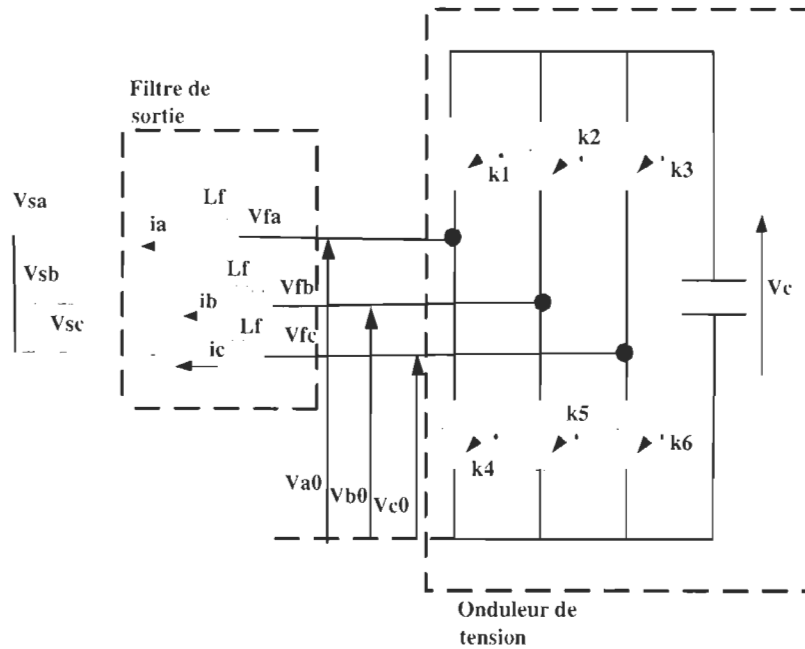 Filtre de
sortie
k2
k1
k3
Vsa
Lf
Vfa
ia
Vsb
Lf
Vfb
Vc
ib
Vsc
Lf
Vfc
ic
k5
k4
k6
Va0
Vb0
Vc0
Onduleur de
tension